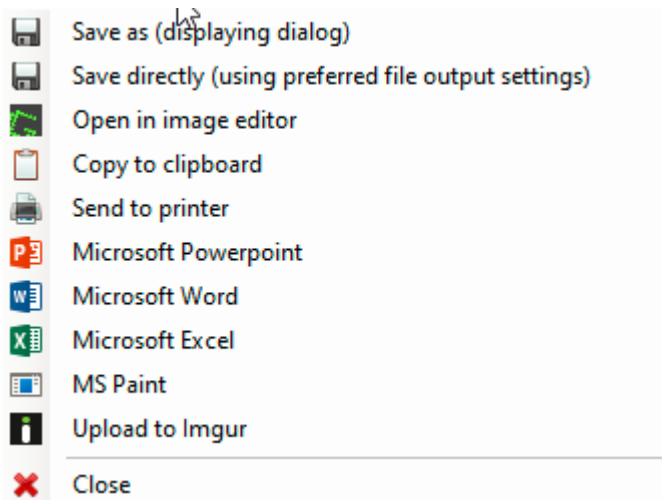 Save as (displaying dialog)
Save directly (using preferred file output settings)
Open in image editor
Copy to clipboard
Send to printer
Microsoft Powerpoint
Microsoft Word
Microsoft Excel
MS Paint
Upload to Imgur
Close